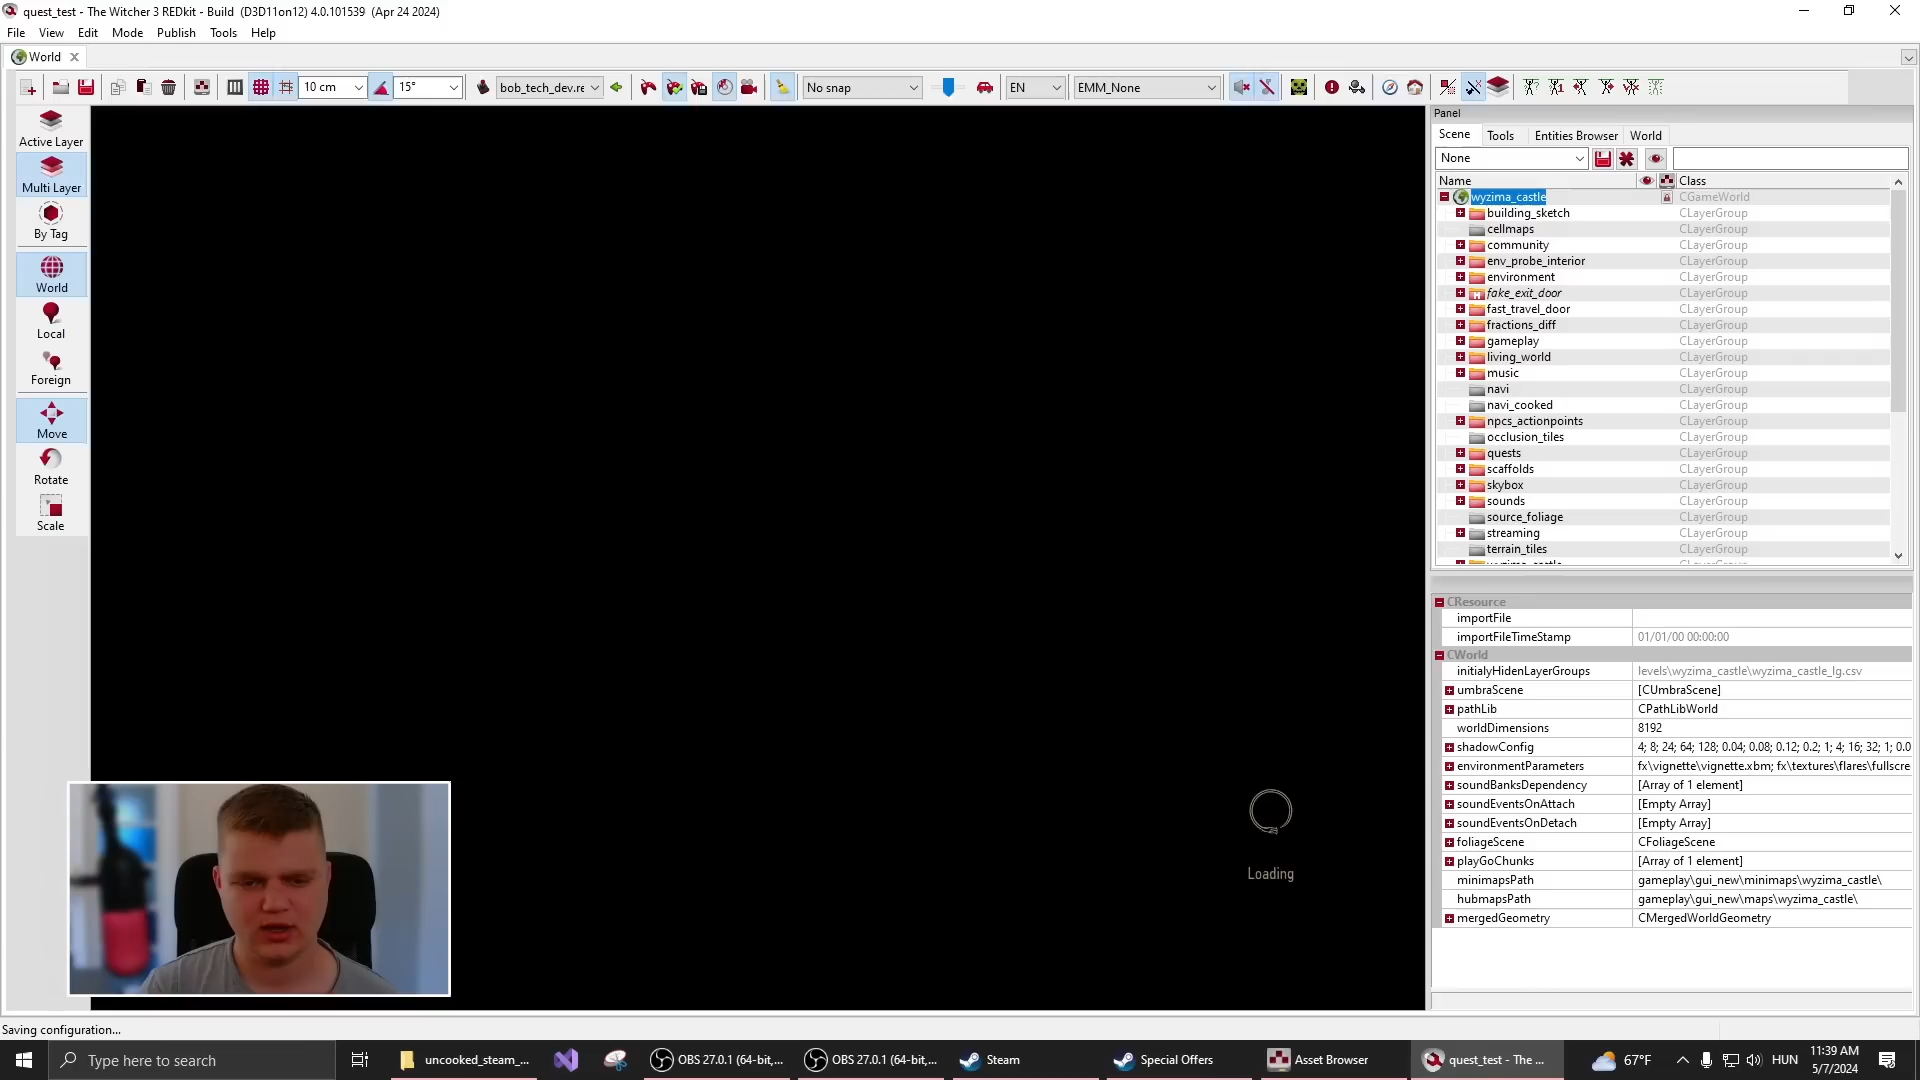 quest_test - The Witcher 3 REDkit - Build  (D3D11on12) 4.0.101539  (Apr 24 2024)
File View Edit Mode Publish Tools Help
World
10 cm 15° bob_tech_dev.re No snap EN EMM_None
Active Layer
Multi Layer
By Tag
World
Local
Foreign
Move
Rotate
Scale
Loading
Panel
Scene Tools Entities Browser World
None
Name Class
wyzima_castle CGameWorld
building_sketch CLayerGroup
cellmaps CLayerGroup
community CLayerGroup
env_probe_interior CLayerGroup
environment CLayerGroup
fake_exit_door CLayerGroup
fast_travel_door CLayerGroup
fractions_diff CLayerGroup
gameplay CLayerGroup
living_world CLayerGroup
music CLayerGroup
navi CLayerGroup
navi_cooked CLayerGroup
npcs_actionpoints CLayerGroup
occlusion_tiles CLayerGroup
quests CLayerGroup
scaffolds CLayerGroup
skybox CLayerGroup
sounds CLayerGroup
source_foliage CLayerGroup
streaming CLayerGroup
terrain_tiles CLayerGroup
CResource
importFile
importFileTimeStamp 01/01/00 00:00:00
CWorld
initialyHidenLayerGroups levels\wyzima_castle\wyzima_castle_lg.csv
umbraScene [CUmbraScene]
pathLib CPathLibWorld
worldDimensions 8192
shadowConfig 4; 8; 24; 64; 128; 0.04; 0.08; 0.12; 0.2; 1; 4; 16; 32; 1; 0.0
environmentParameters fx\vignette\vignette.xbm; fx\textures\flares\fullscre
soundBanksDependency [Array of 1 element]
soundEventsOnAttach [Empty Array]
soundEventsOnDetach [Empty Array]
foliageScene CFoliageScene
playGoChunks [Array of 1 element]
minimapsPath gameplay\gui_new\minimaps\wyzima_castle\
hubmapsPath gameplay\gui_new\maps\wyzima_castle\
mergedGeometry CMergedWorldGeometry
Saving configuration...
Type here to search uncooked_steam_... OBS 27.0.1 (64-bit,... OBS 27.0.1 (64-bit,... Steam Special Offers Asset Browser quest_test - The ... 67°F HUN 11:39 AM
5/7/2024